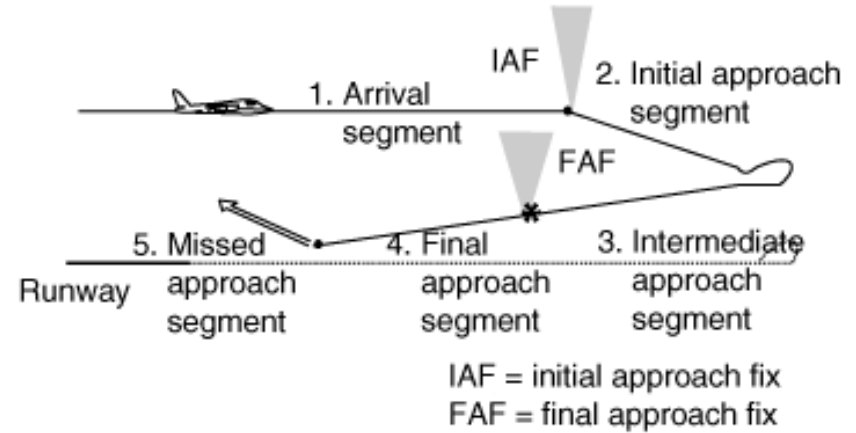 IAF
1. Arrival
segment
2. Initial approach
segment
FAF
5. Missed
approach
segment
4. Final
approach
segment
3. Intermediate
approach
segment
Runway
IAF = initial approach fix
FAF = final approach fix